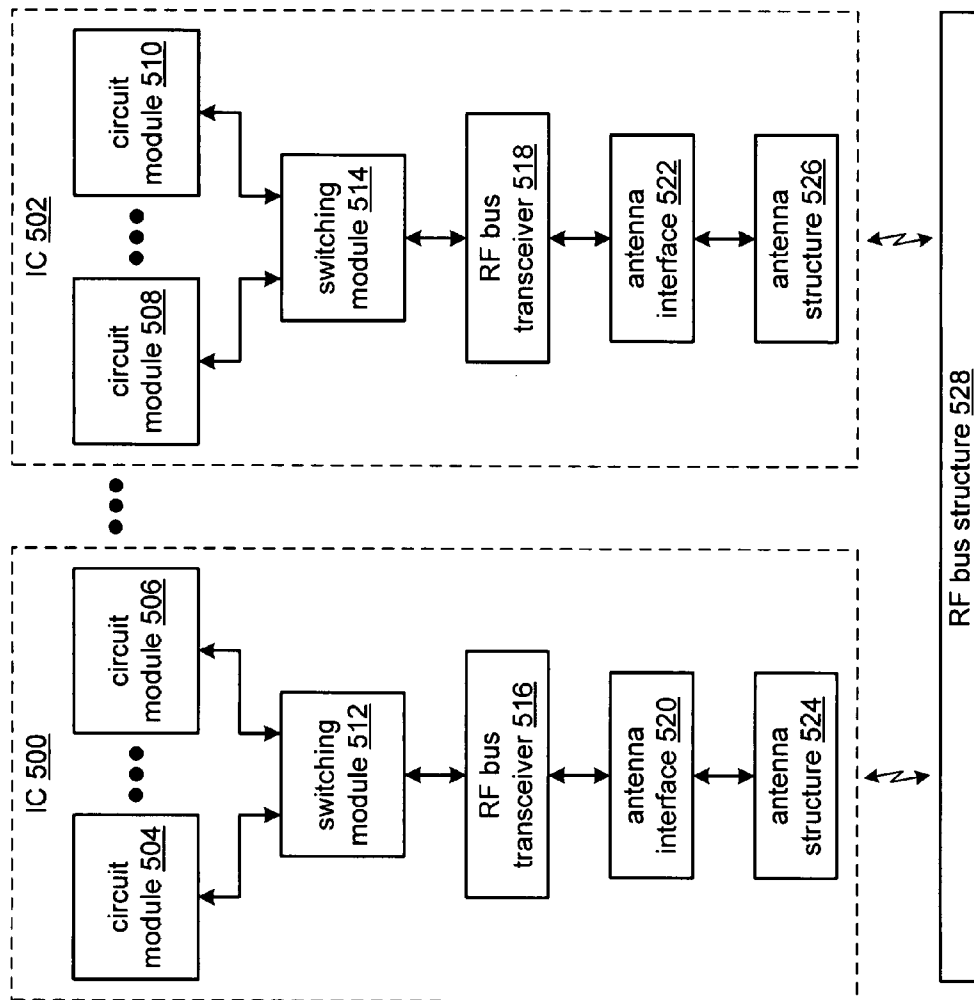 IC 500
circuit
module 504
circuit
module 506
switching
module 512
RF bus
transceiver 516
antenna
interface 520
antenna
structure 524
IC 502
circuit
module 508
circuit
module 510
switching
module 514
RF bus
transceiver 518
antenna
interface 522
antenna
structure 526
RF bus structure 528